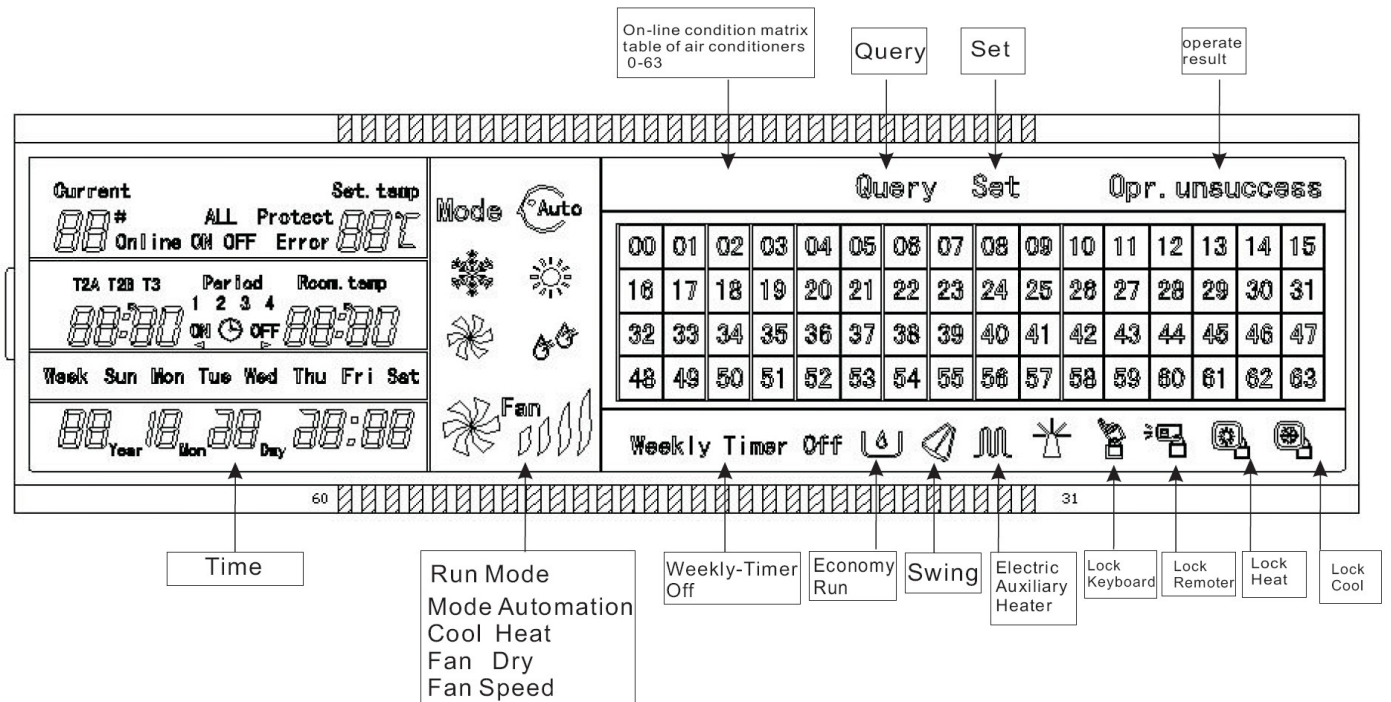 On-line condition matrix
table of air conditioners
0-63
Query
Set
operate
result
Current
Set. temp
88 # ALL Protect 88 ℃
Online ON OFF Error
T2A T2B T3 Period Room. temp
1 2 3 4
88:80 ON OFF 88:80
Week Sun Mon Tue Wed Thu Fri Sat
88 Year 18 Mon 38 Day 28:88
Mode Auto
Fan
Query Set Opr. unsuccess
00 01 02 03 04 05 06 07 08 09 10 11 12 13 14 15
16 17 18 19 20 21 22 23 24 25 26 27 28 29 30 31
32 33 34 35 36 37 38 39 40 41 42 43 44 45 46 47
48 49 50 51 52 53 54 55 56 57 58 59 60 61 62 63
Weekly Timer Off
60
31
Time
Run Mode
Mode Automation
Cool Heat
Fan Dry
Fan Speed
Weekly-Timer
Off
Economy
Run
Swing
Electric
Auxiliary
Heater
Lock
Keyboard
Lock
Remoter
Lock
Heat
Lock
Cool